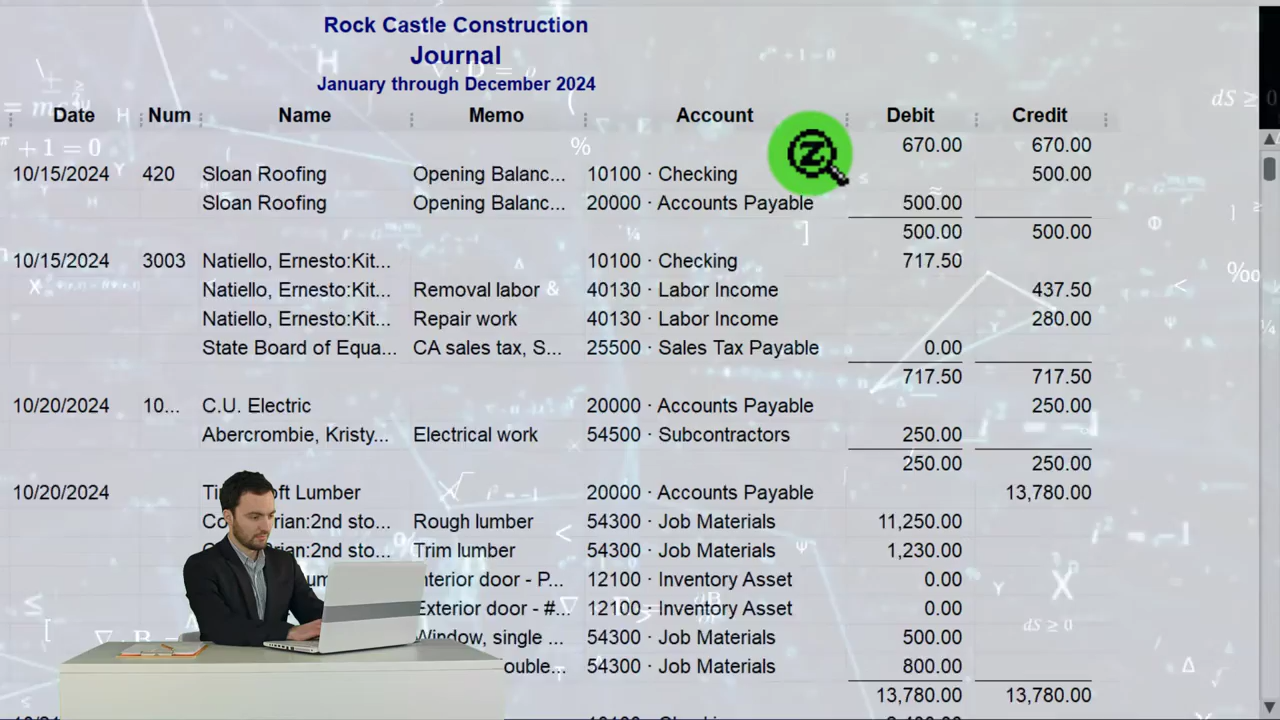 Rock Castle Construction
Journal
January through December 2024
Date Num Name Memo Account Debit Credit
670.00 670.00
10/15/2024 420 Sloan Roofing Opening Balanc... 10100 · Checking 500.00
Sloan Roofing Opening Balanc... 20000 · Accounts Payable 500.00
500.00 500.00
10/15/2024 3003 Natiello, Ernesto:Kit... 10100 · Checking 717.50
Natiello, Ernesto:Kit... Removal labor 40130 · Labor Income 437.50
Natiello, Ernesto:Kit... Repair work 40130 · Labor Income 280.00
State Board of Equa... CA sales tax, S... 25500 · Sales Tax Payable 0.00
717.50 717.50
10/20/2024 10... C.U. Electric 20000 · Accounts Payable 250.00
Abercrombie, Kristy... Electrical work 54500 · Subcontractors 250.00
250.00 250.00
10/20/2024 Lumber 20000 · Accounts Payable 13,780.00
sto... Rough lumber 54300 · Job Materials 11,250.00
sto... Trim lumber 54300 · Job Materials 1,230.00
door - P... 12100 · Inventory Asset 0.00
Exterior door - #... 12100 · Inventory Asset 0.00
Window, single ... 54300 · Job Materials 500.00
54300 · Job Materials 800.00
13,780.00 13,780.00